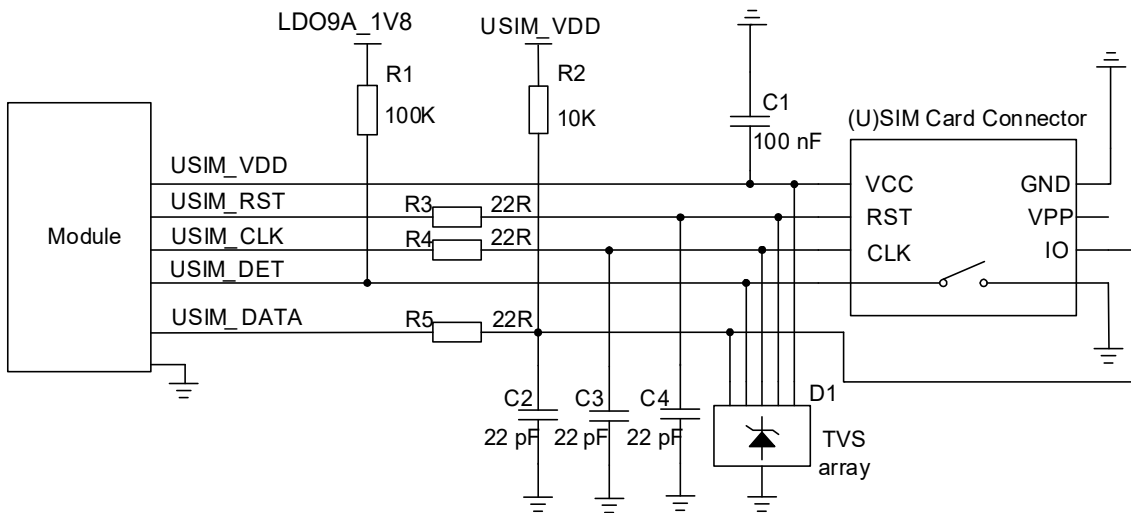 LDO9A_1V8
USIM_VDD
R1
100K
R2
10K
C1
100 nF
(U)SIM Card Connector
Module
USIM_VDD
USIM_RST
USIM_CLK
USIM_DET
USIM_DATA
R3 22R
R4 22R
R5 22R
VCC
RST
CLK
GND
VPP
IO
C2
22 pF
C3
22 pF
C4
22 pF
D1
TVS
array